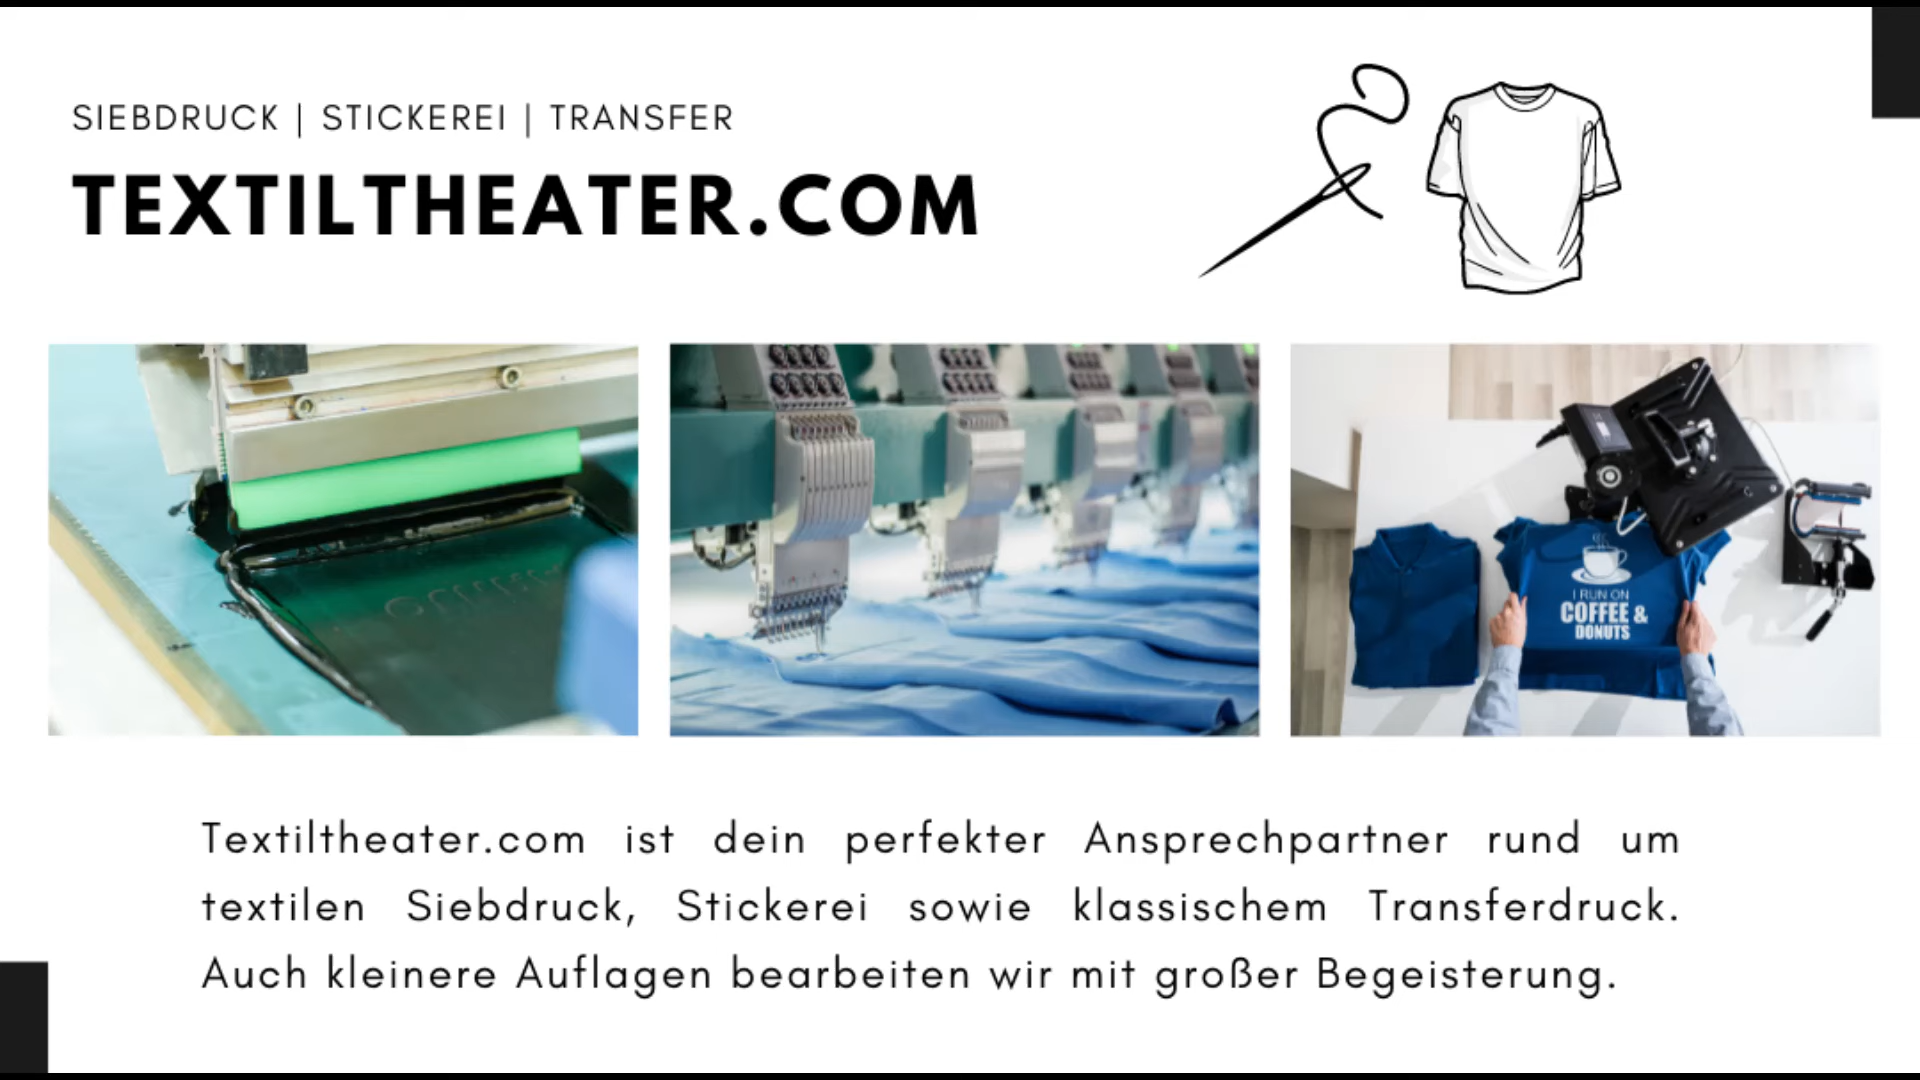 SIEBDRUCK | STICKEREI | TRANSFER
TEXTILTHEATER.COM
I RUN ON
COFFEE &
DONUTS
Textiltheater.com ist dein perfekter Ansprechpartner rund um
textilen Siebdruck, Stickerei sowie klassischem Transferdruck.
Auch kleinere Auflagen bearbeiten wir mit großer Begeisterung.